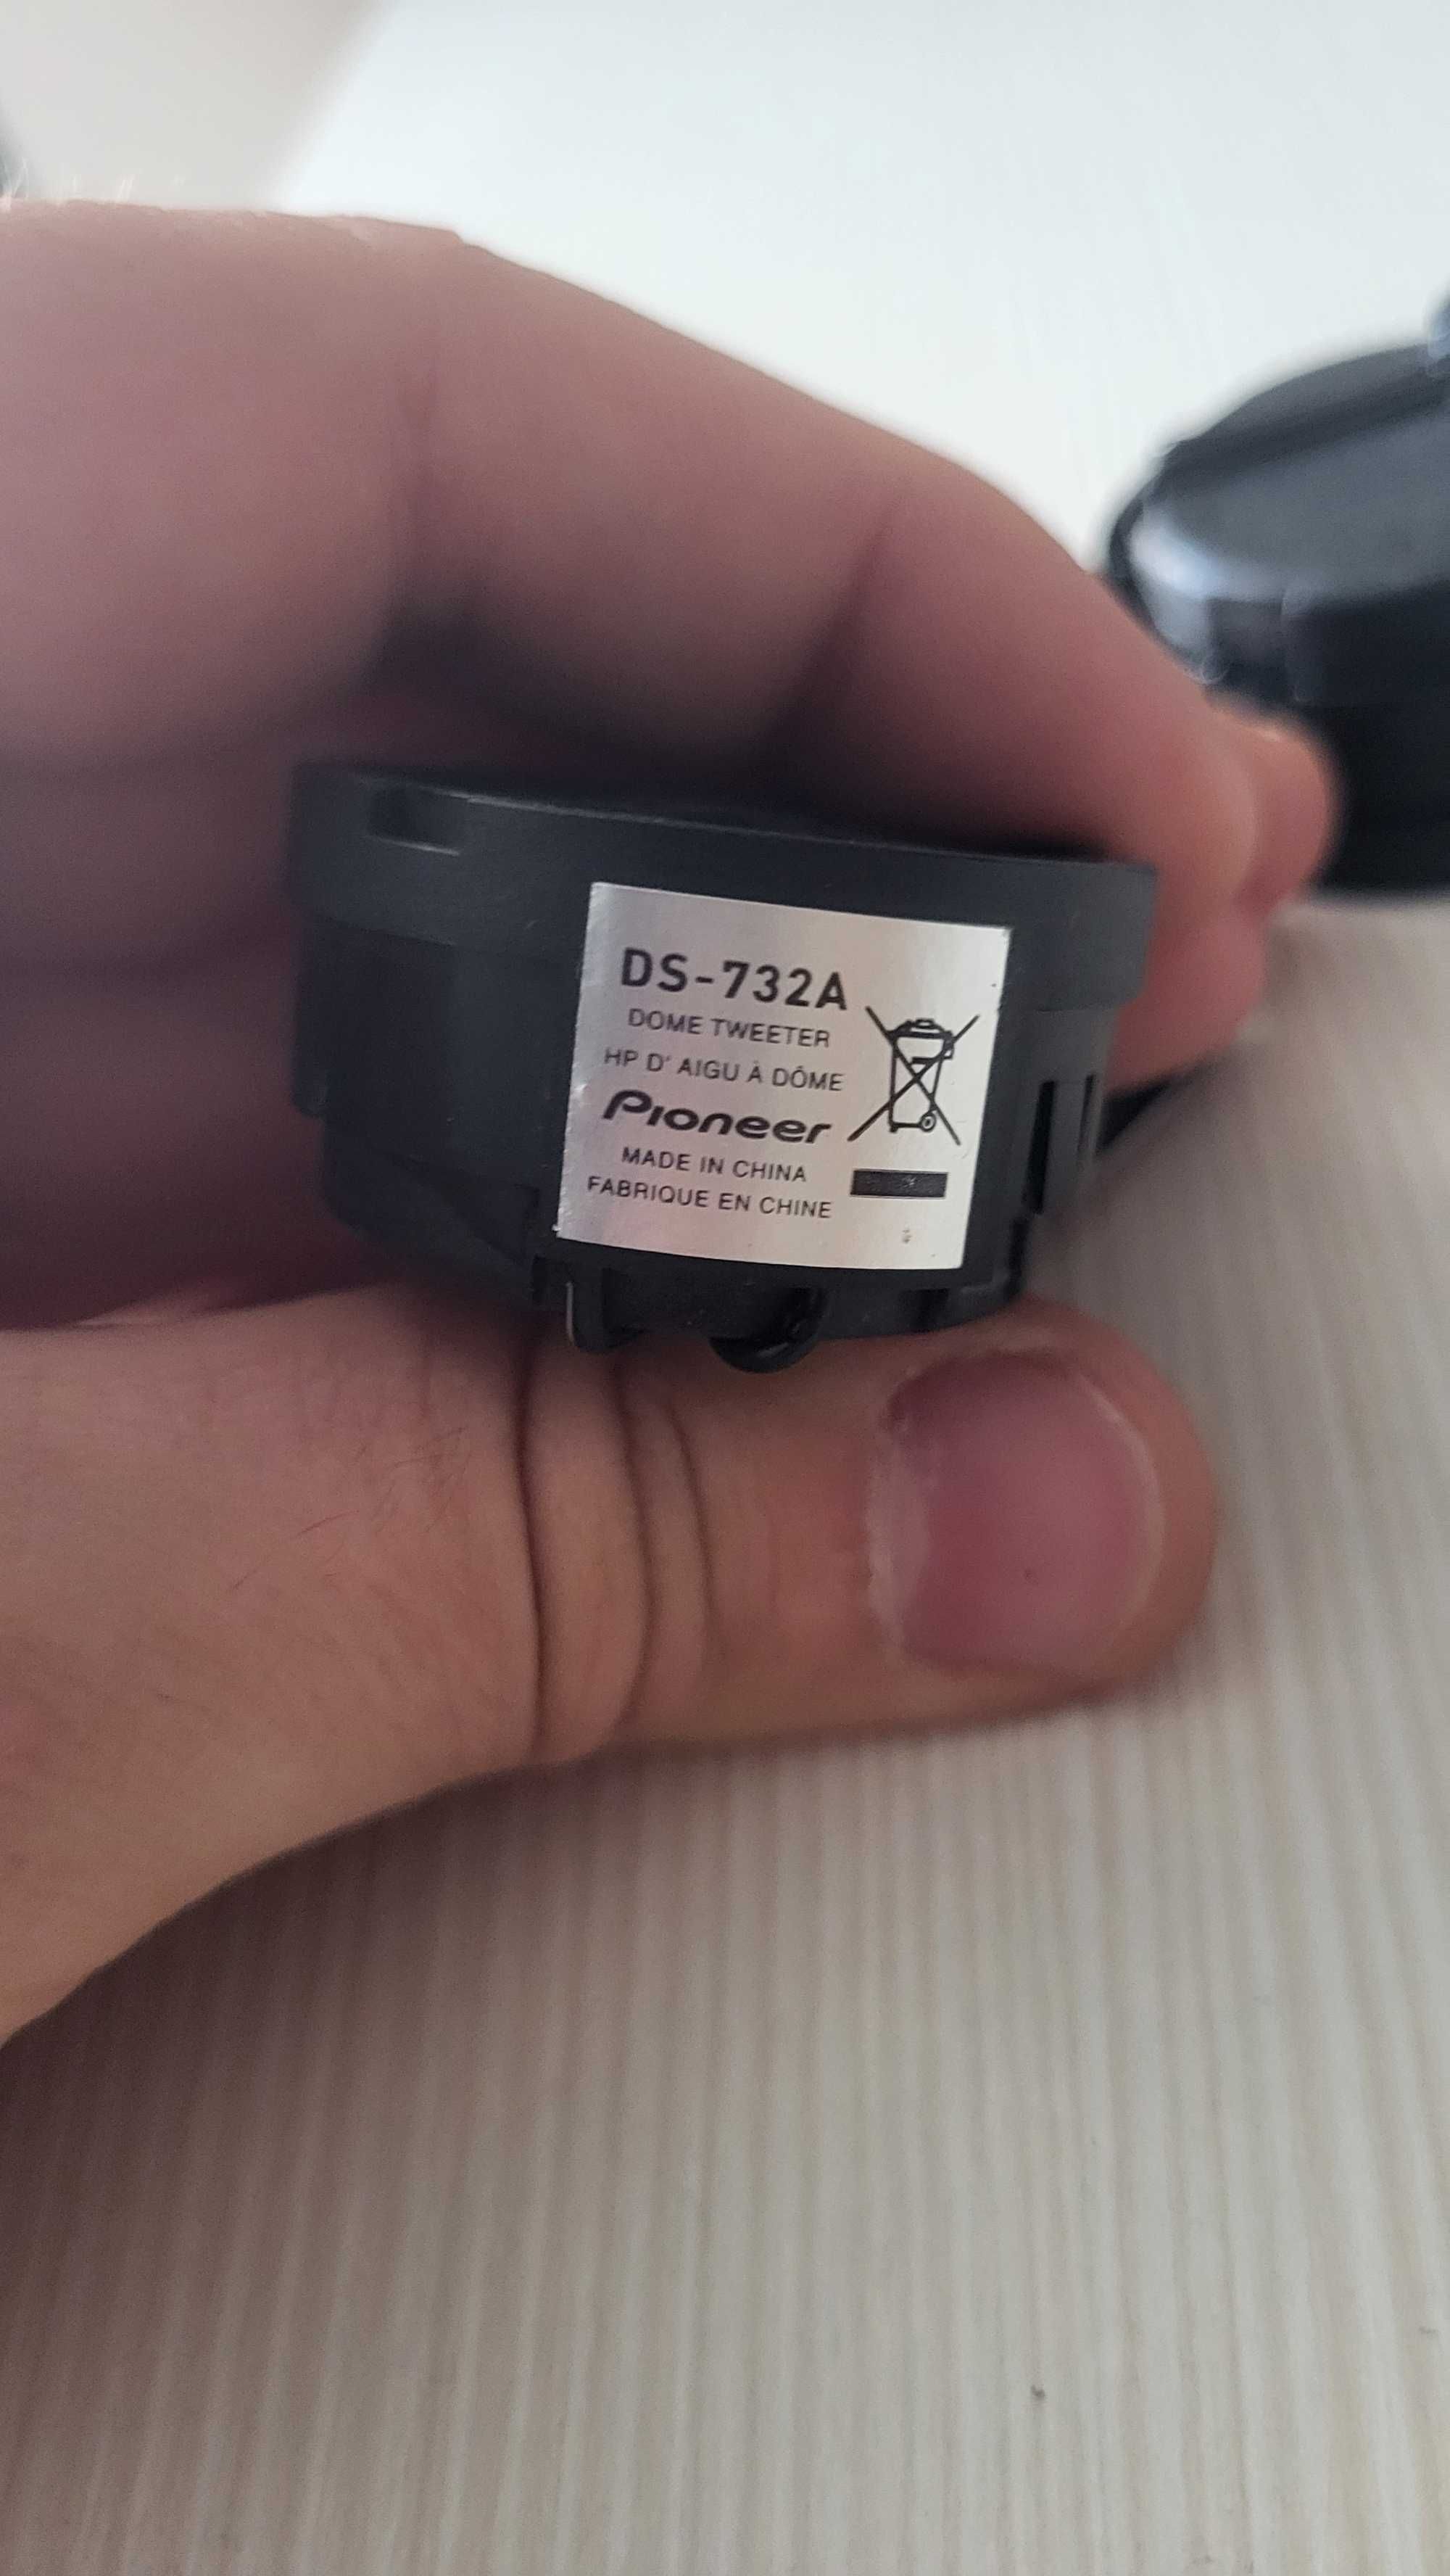 DS-732A
DOME TWEETER
HP D' AIGU À DÔME
Pioneer
MADE IN CHINA
FABRIQUE EN CHINE